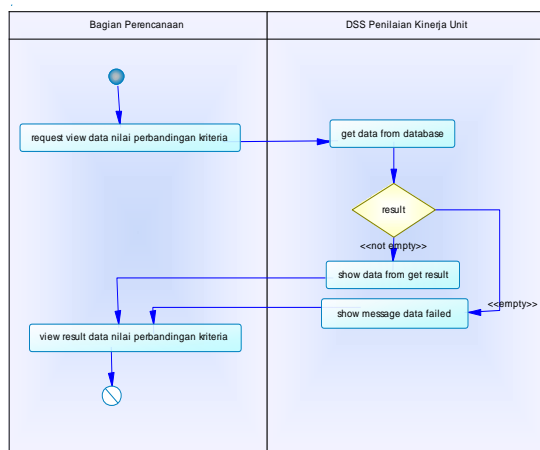 Bagian Perencanaan
DSS Penilaian Kinerja Unit
request view data nilai perbandingan kriteria
get data from database
result
<<not empty>>
show data from get result
<<empty>>
show message data failed
view result data nilai perbandingan kriteria